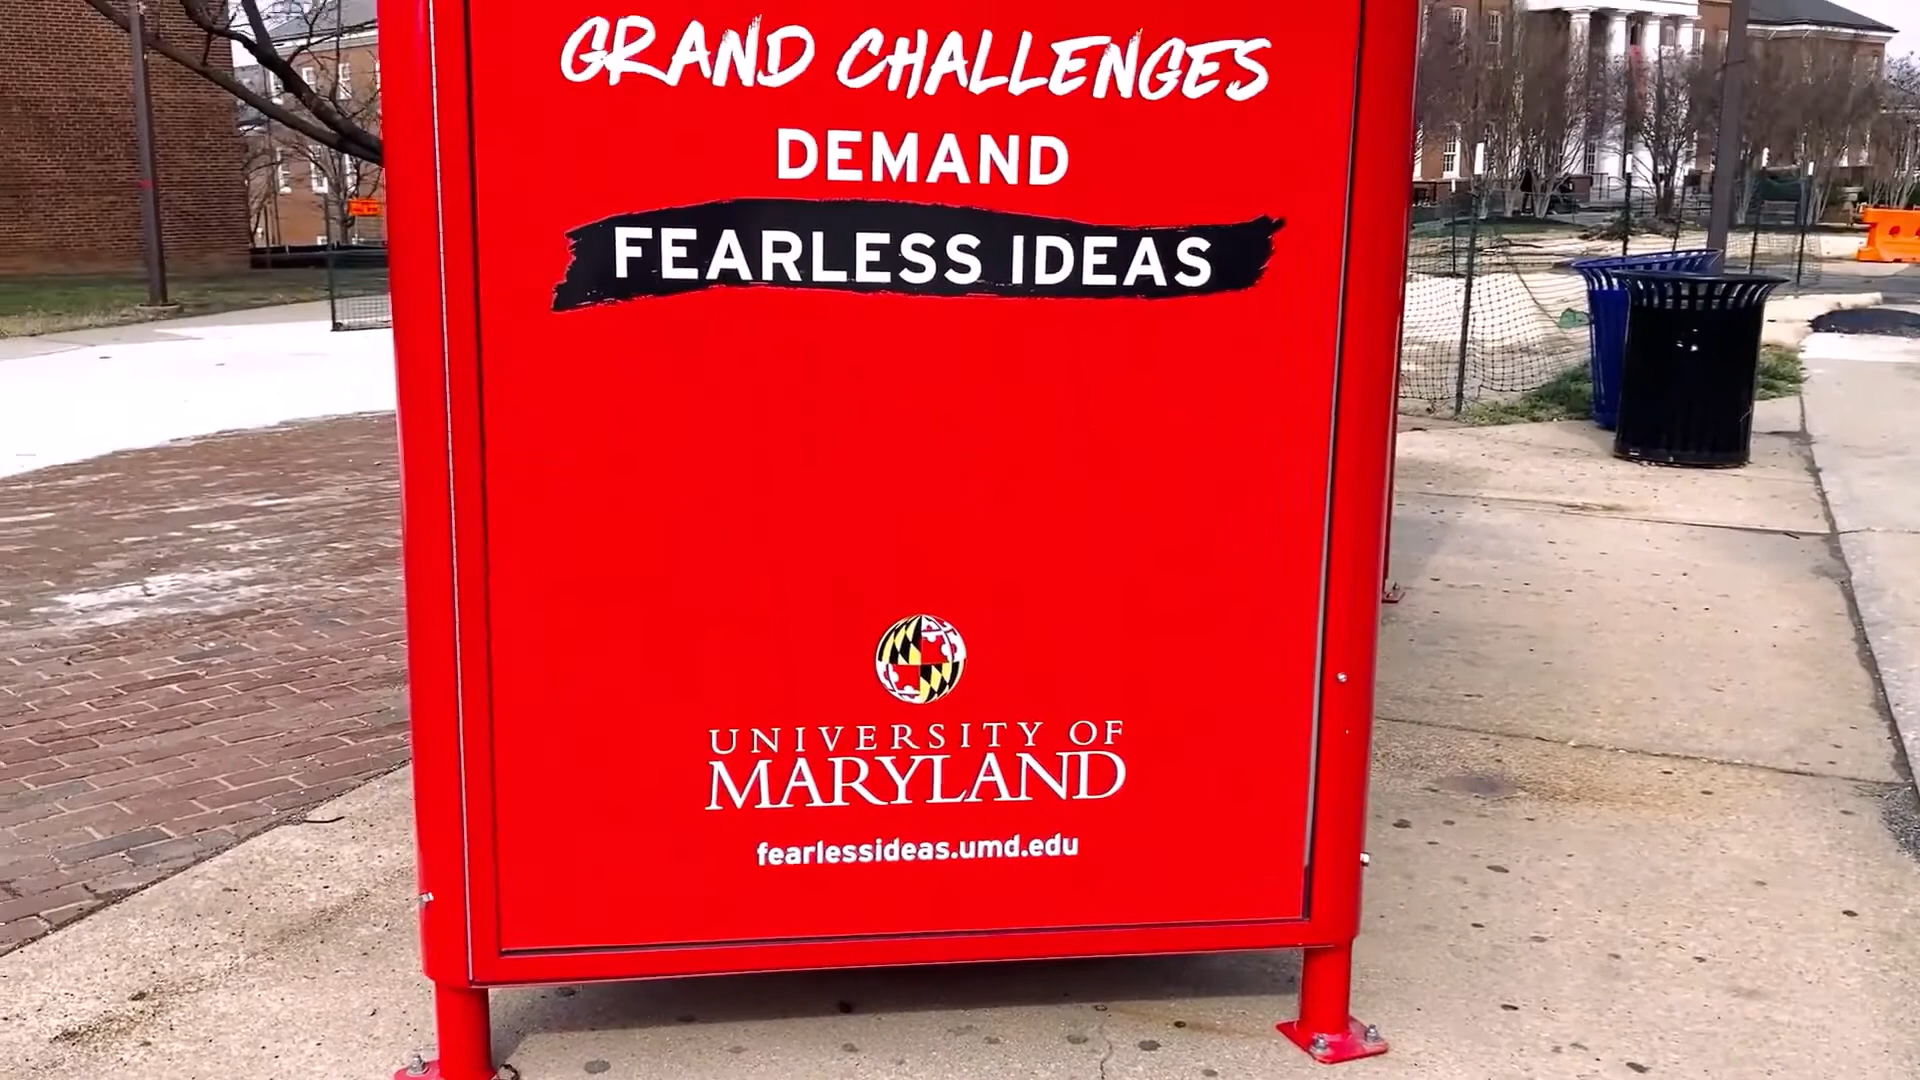 GRAND CHALLENGES
DEMAND
FEARLESS IDEAS
UNIVERSITY OF
MARYLAND
fearlessideas.umd.edu